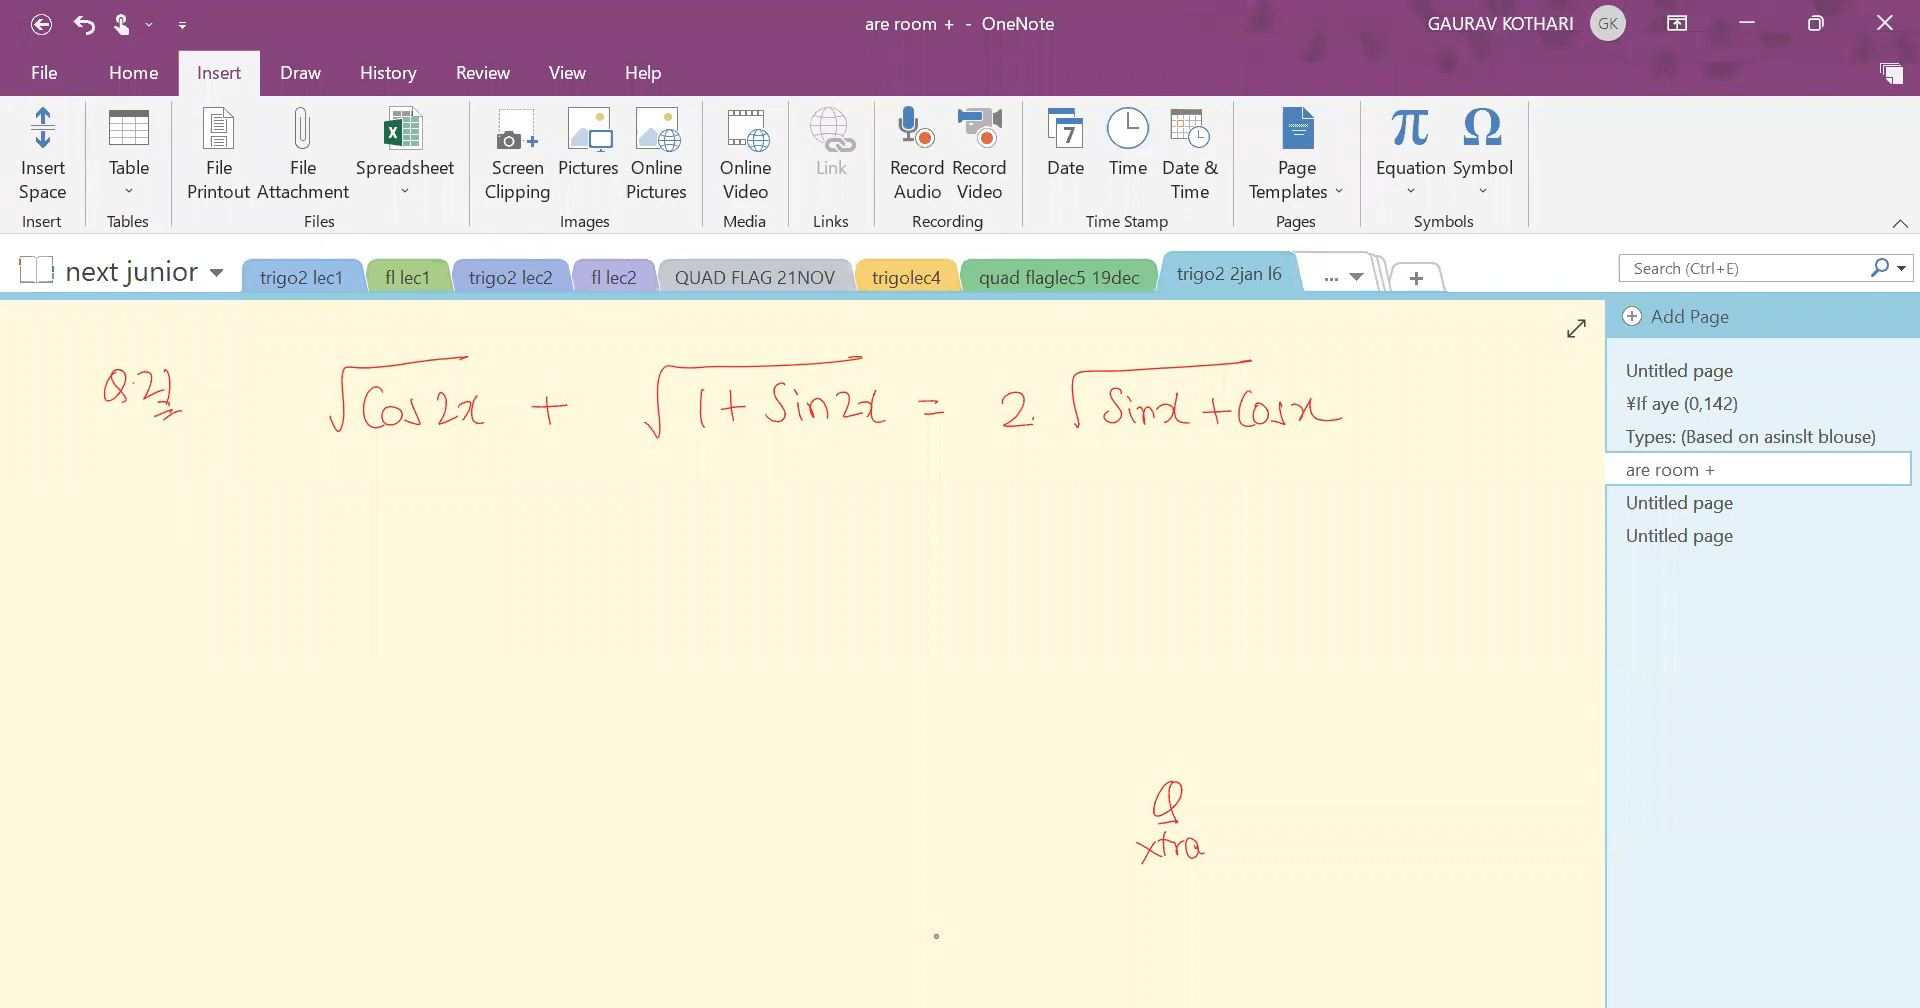 are room + - OneNote
GAURAV KOTHARI GK
File Home Insert Draw History Review View Help
Insert Space
Table
File Printout
File Attachment
Spreadsheet
Screen Clipping
Pictures
Online Pictures
Online Video
Link
Record Audio
Record Video
Date
Time
Date & Time
Page Templates
π Equation
Ω Symbol
Insert Tables Files Images Media Links Recording Time Stamp Pages Symbols
next junior trigo2 lec1 fl lec1 trigo2 lec2 fl lec2 QUAD FLAG 21NOV trigolec4 quad flaglec5 19dec trigo2 2jan l6 ... +
Search (Ctrl+E)
Add Page
Untitled page
¥If aye (0,142)
Types: (Based on asinslt blouse)
are room +
Untitled page
Untitled page
√Cos2x + √1+Sin2x = 2.√Sinx+Cosx
Q
xtra